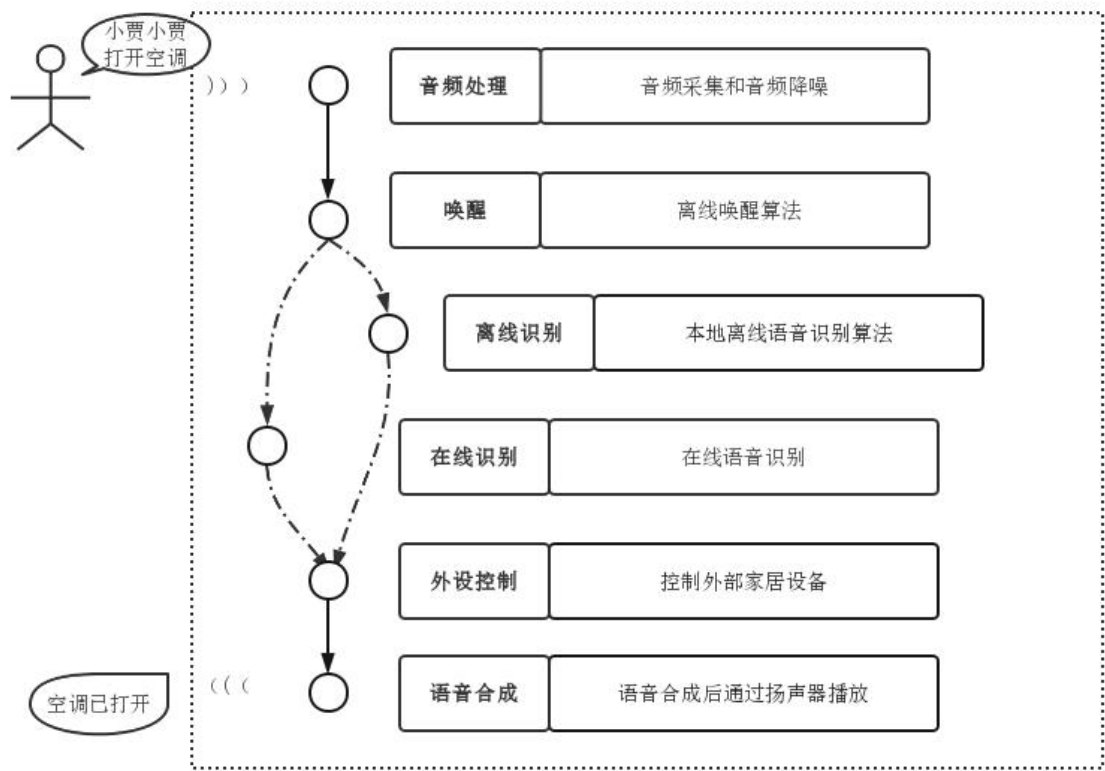 小贾小贾
打开空调
音频处理 音频采集和音频降噪
唤醒 离线唤醒算法
离线识别 本地离线语音识别算法
在线识别 在线语音识别
外设控制 控制外部家居设备
语音合成 语音合成后通过扬声器播放
空调已打开